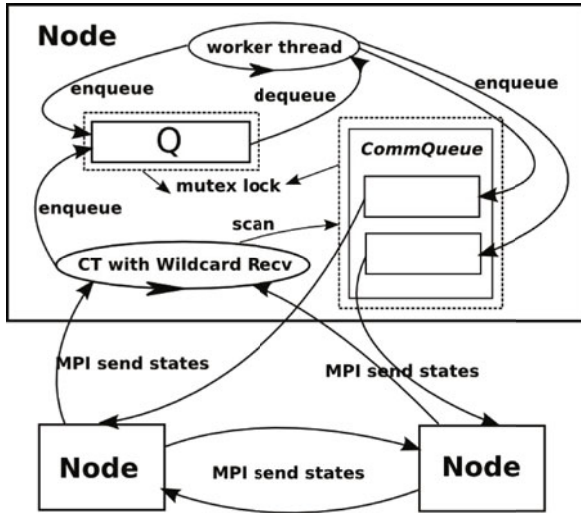 Node
worker thread
enqueue
enqueue
dequeue
Q
CommQueue
mutex lock
enqueue
scan
CT with Wildcard Recv
MPI send states
MPI send states
Node
MPI send states
Node